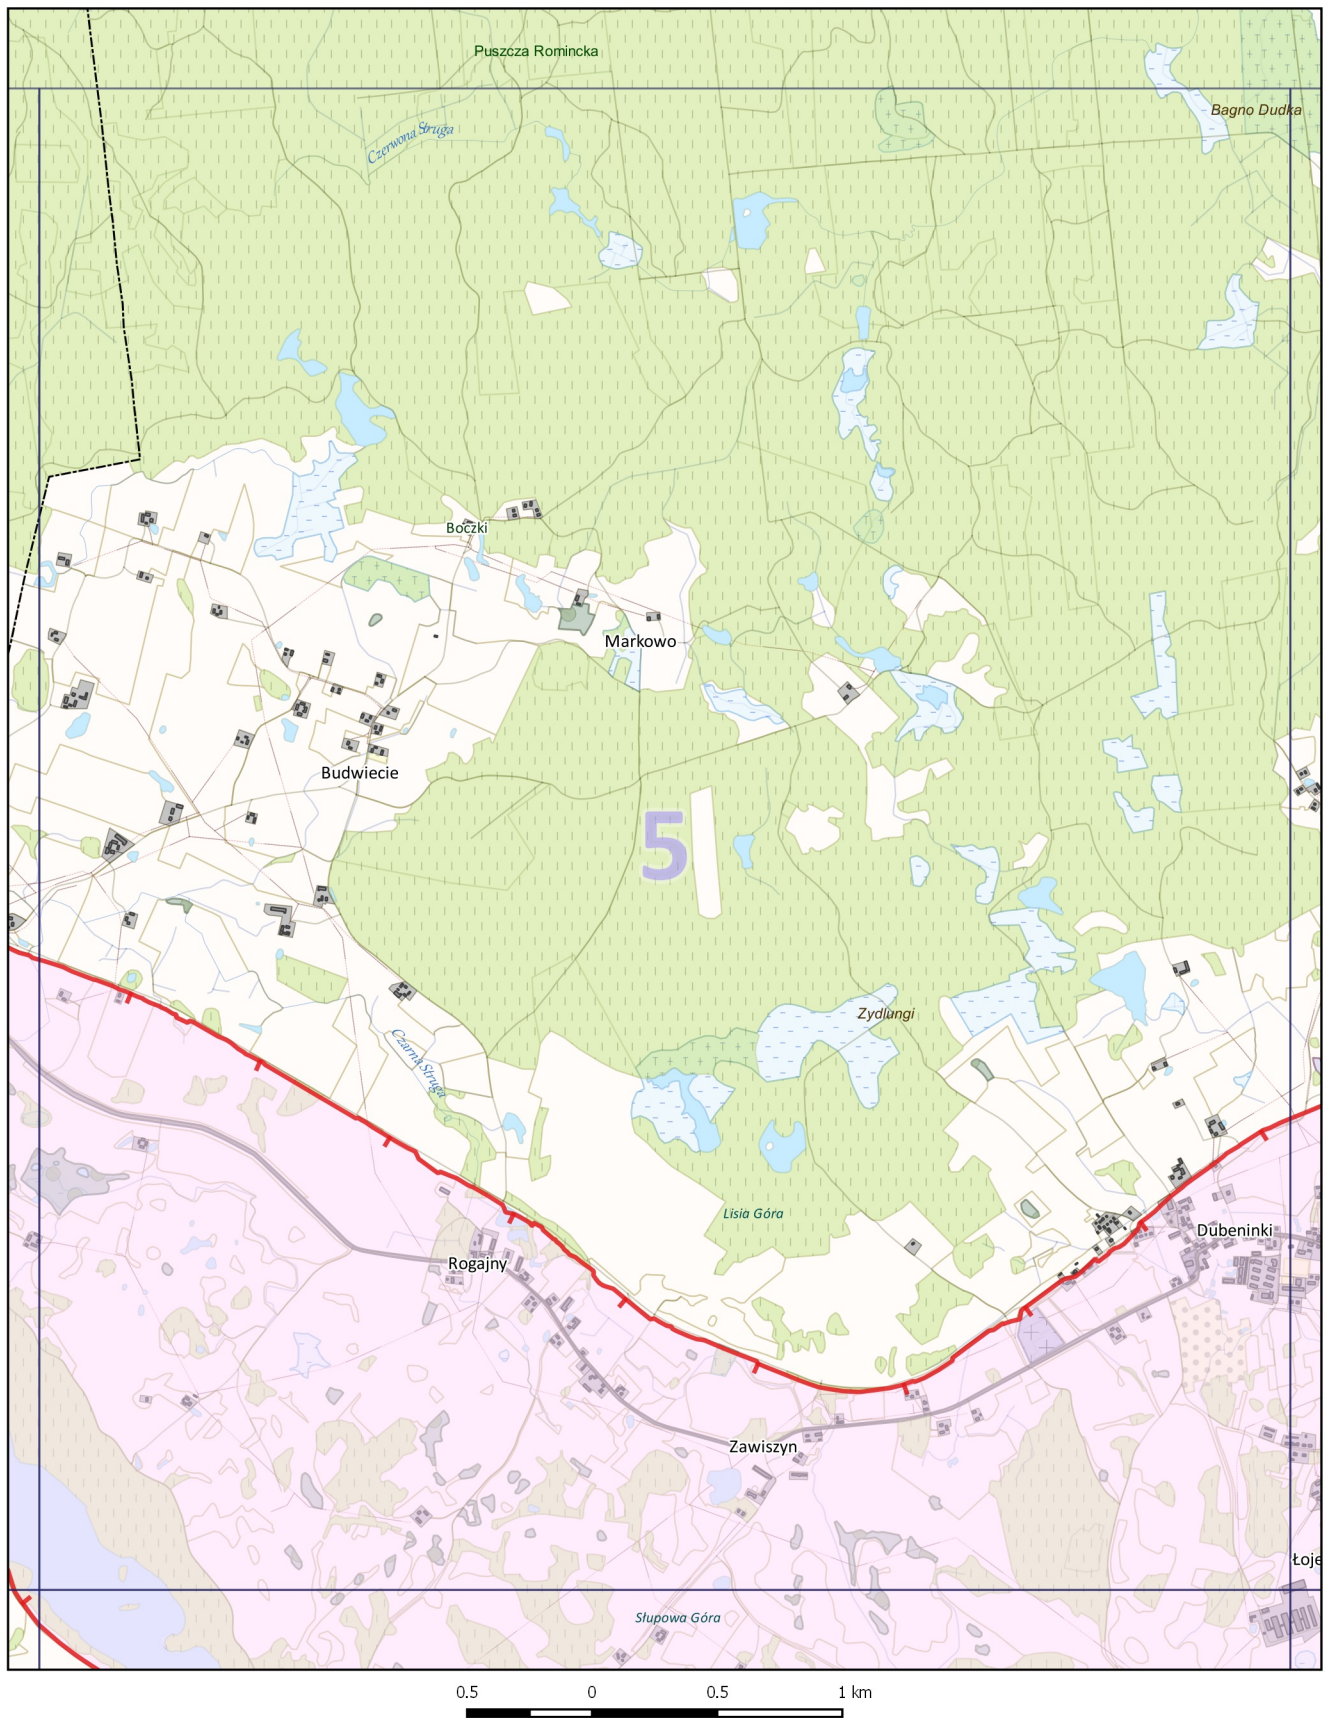 Puszcza Romincka
Bagno Dudka
Czerwona Struga
Boczki
Markowo
Budwiecie
5
Zydlungi
Czarna Struga
Lisia Góra
Dubeninki
Rogajny
Zawiszyn
Łoje
Słupowa Góra
0.5 0 0.5 1 km